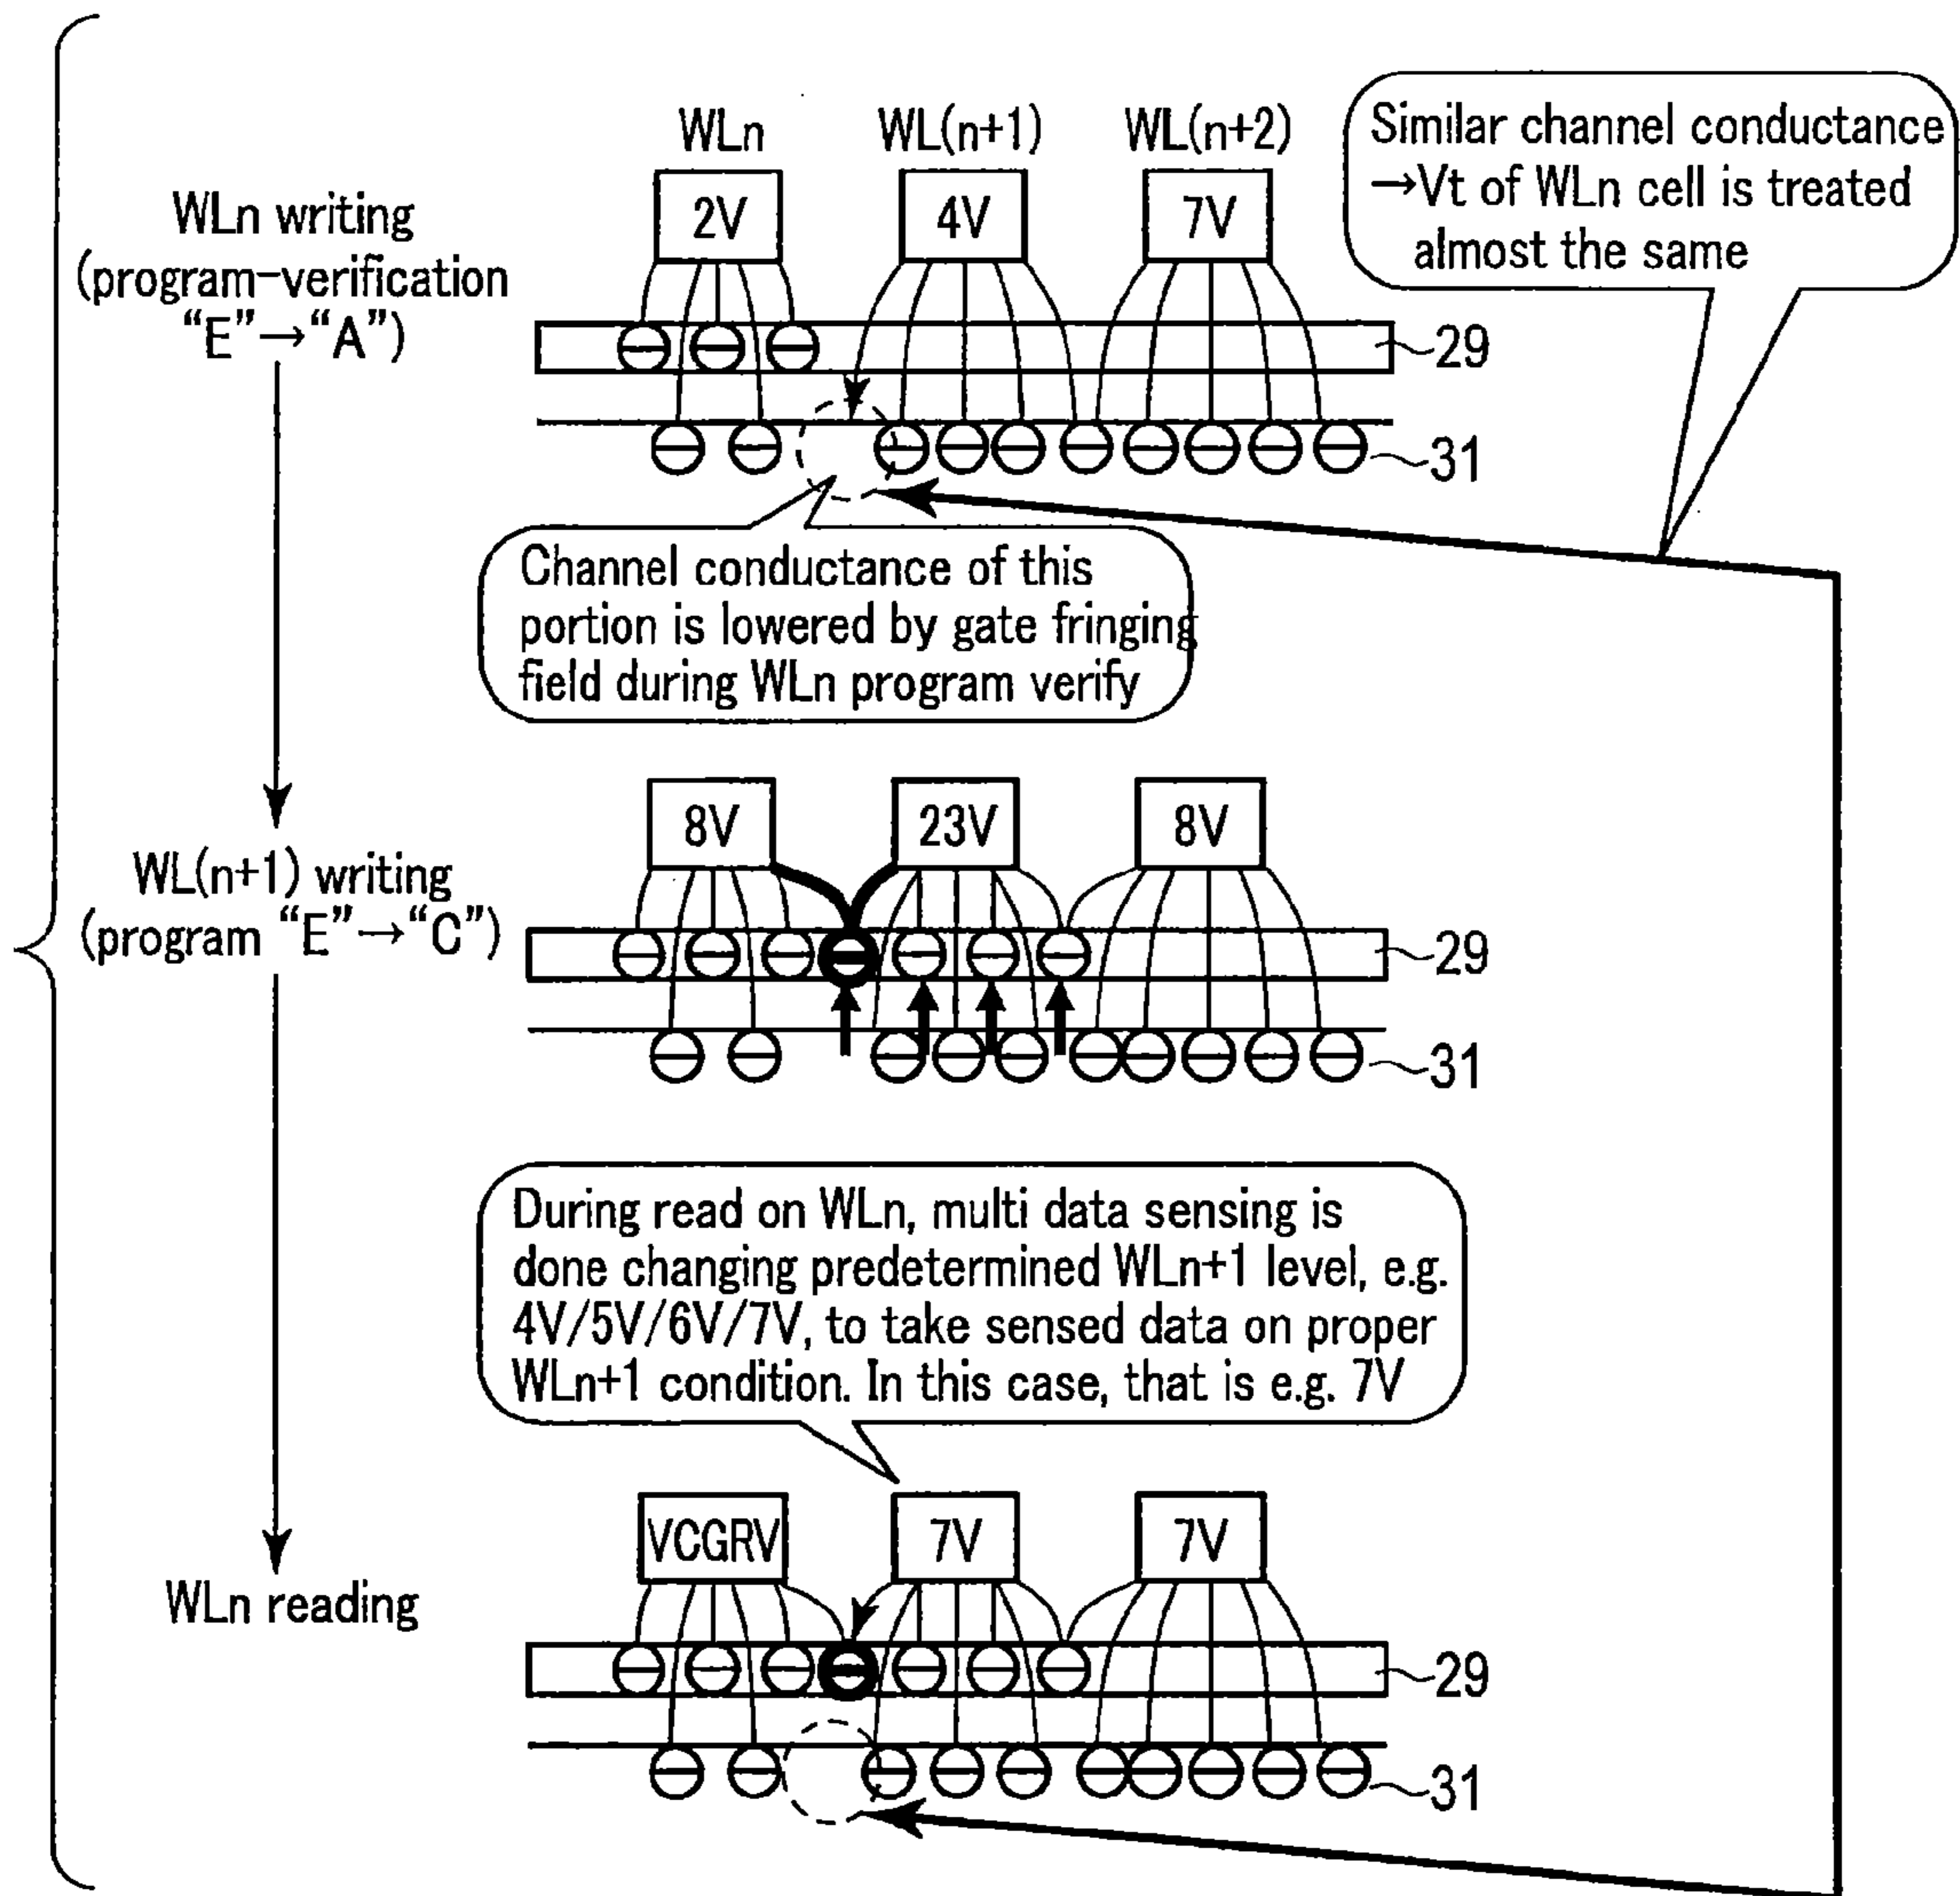 WLn
WL(n+1)
WL(n+2)
Similar channel conductance
→Vt of WLn cell is treated
almost the same
WLn writing
(program-verification
“E”→“A”)
2V
4V
7V
29
31
Channel conductance of this
portion is lowered by gate fringing
field during WLn program verify
WL(n+1) writing
(program “E”→“C”)
8V
23V
8V
29
31
During read on WLn, multi data sensing is
done changing predetermined WLn+1 level, e.g.
4V/5V/6V/7V, to take sensed data on proper
WLn+1 condition. In this case, that is e.g. 7V
WLn reading
VCGRV
7V
7V
29
31